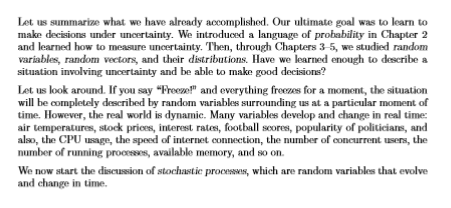 Let us summarize what we have already accomplished. Our ultimate goal was to learn to
make decisions under uncertainty. We introduced a language of probability in Chapter 2
and learned how to measure uncertainty. Then, through Chapters 3–5, we studied random
variables, random vectors, and their distributions. Have we learned enough to describe a
situation involving uncertainty and be able to make good decisions?
Let us look around. If you say “Freeze!” and everything freezes for a moment, the situation
will be completely described by random variables surrounding us at a particular moment of
time. However, the real world is dynamic. Many variables develop and change in real time:
air temperatures, stock prices, interest rates, football scores, popularity of politicians, and
also, the CPU usage, the speed of internet connection, the number of concurrent users, the
number of running processes, available memory, and so on.
We now start the discussion of stochastic processes, which are random variables that evolve
and change in time.